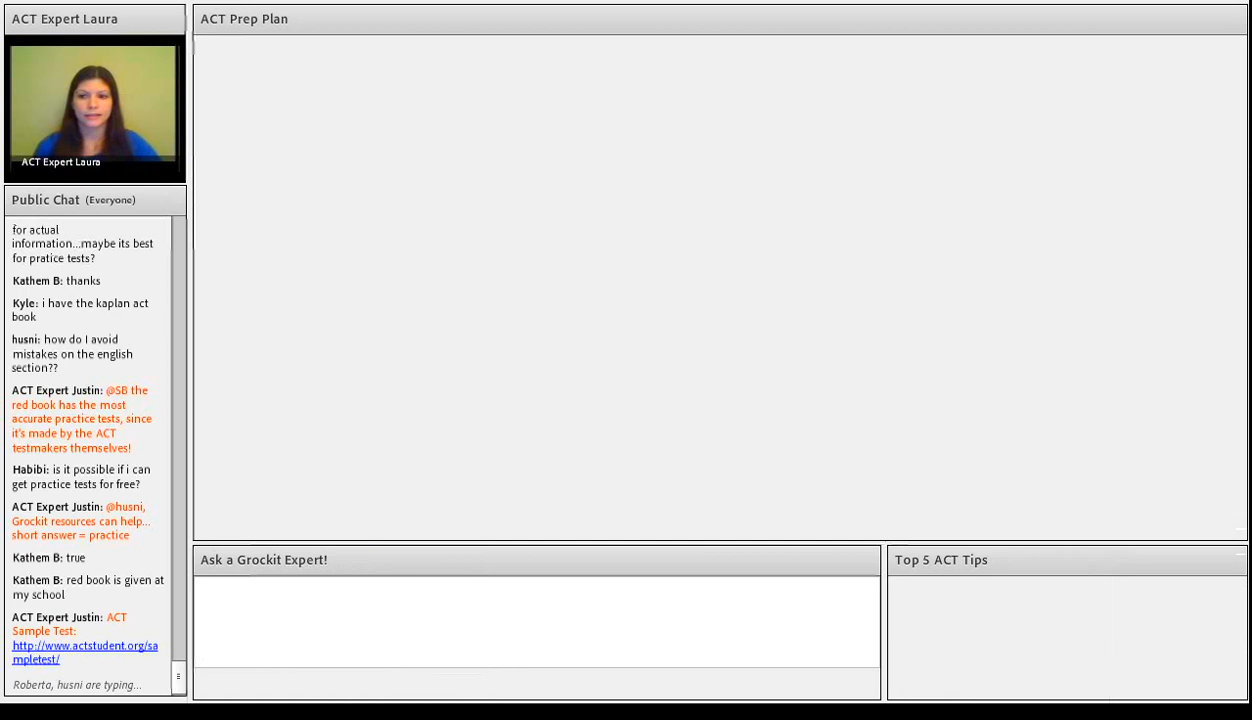 ACT Expert Laura
ACT Prep Plan
ACT Expert Laura
Public Chat (Everyone)
for actual
information...maybe its best
for pratice tests?
Kathem B: thanks
Kyle: i have the kaplan act
book
husni: how do I avoid
mistakes on the english
section??
ACT Expert Justin: @SB the
red book has the most
accurate practice tests, since
it's made by the ACT
testmakers themselves!
Habibi: is it possible if i can
get practice tests for free?
ACT Expert Justin: @husni,
Grockit resources can help...
short answer = practice
Kathem B: true
Kathem B: red book is given at
my school
ACT Expert Justin: ACT
Sample Test:
http://www.actstudent.org/sa
mpletest/
Roberta, husni are typing...
Ask a Grockit Expert!
Top 5 ACT Tips